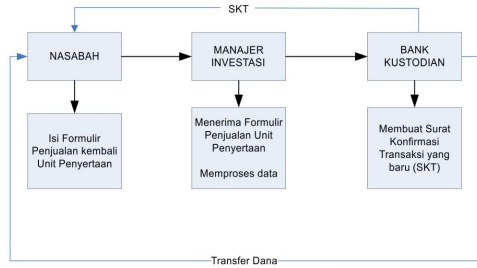 SKT
NASABAH
MANAJER
INVESTASI
BANK
KUSTODIAN
Isi Formulir
Penjualan kembali
Unit Penyertaan
Menerima Formulir
Penjualan Unit
Penyertaan
Memproses data
Membuat Surat
Konfirmasi
Transaksi yang
baru (SKT)
Transfer Dana